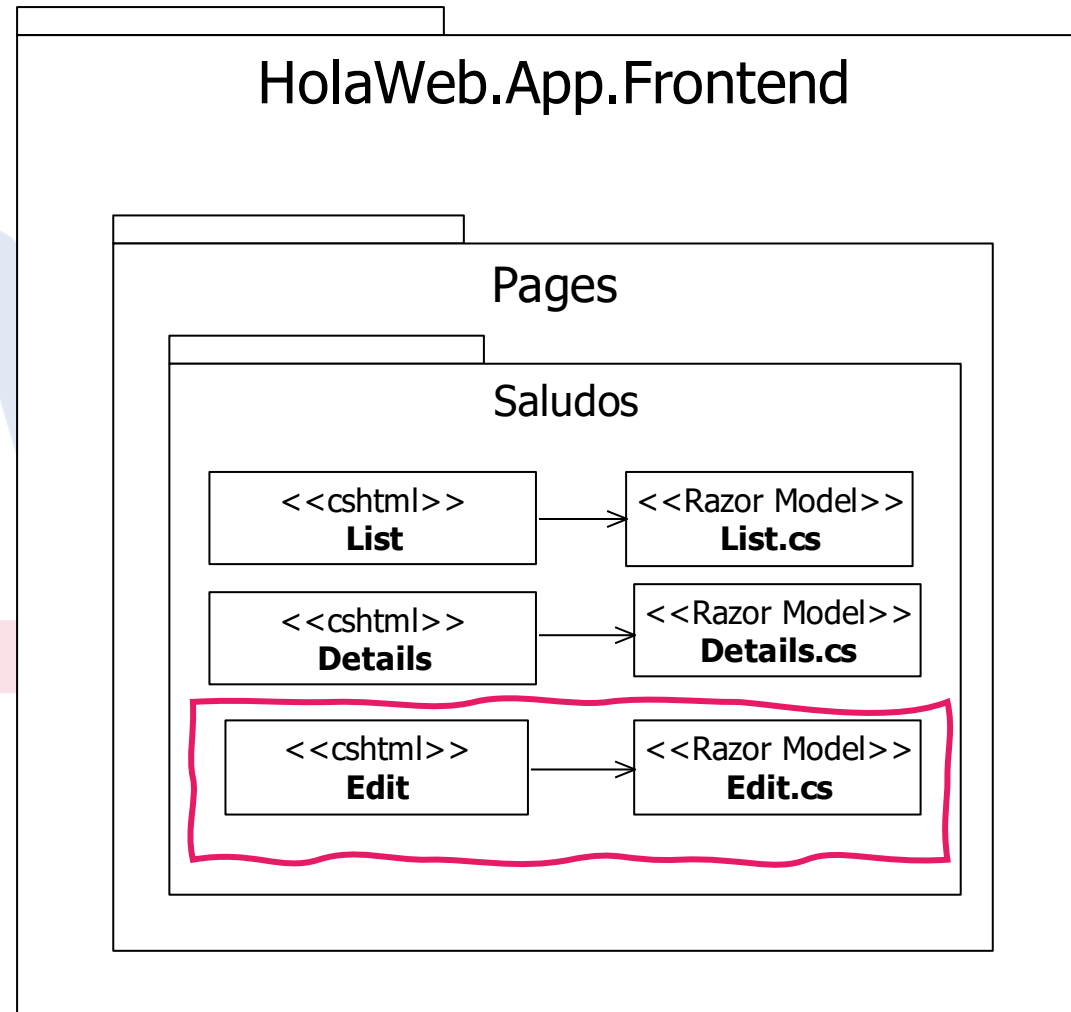 HolaWeb.App.Frontend
Pages
Saludos
<<cshtml>>
List
<<Razor Model>>
List.cs
<<cshtml>>
Details
<<Razor Model>>
Details.cs
<<cshtml>>
Edit
<<Razor Model>>
Edit.cs